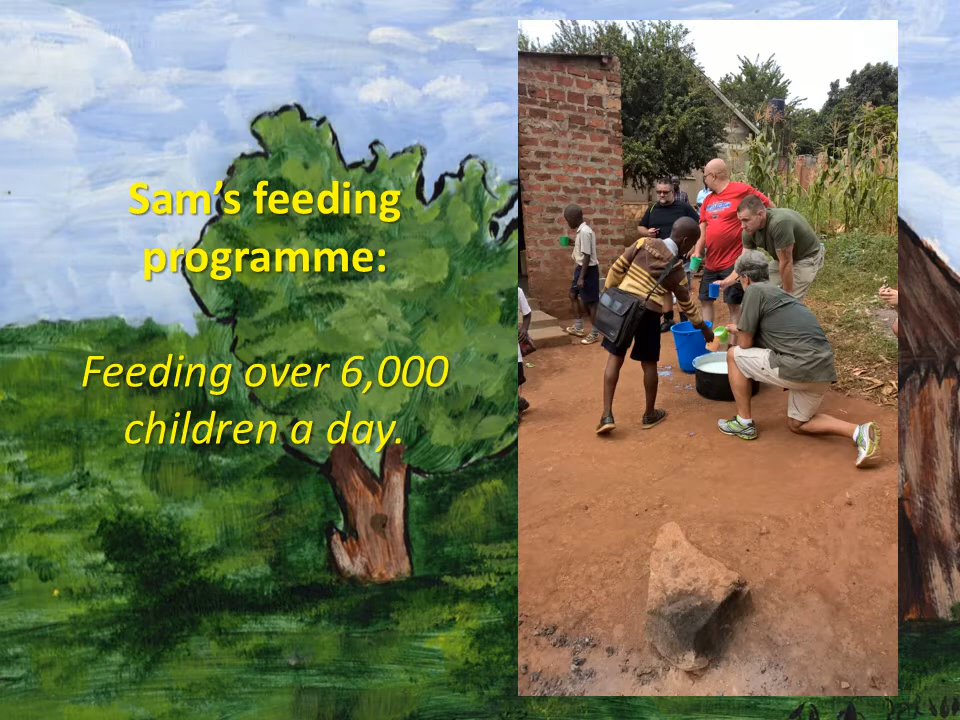 Sam’s feeding
programme:
Feeding over 6,000
children a day.